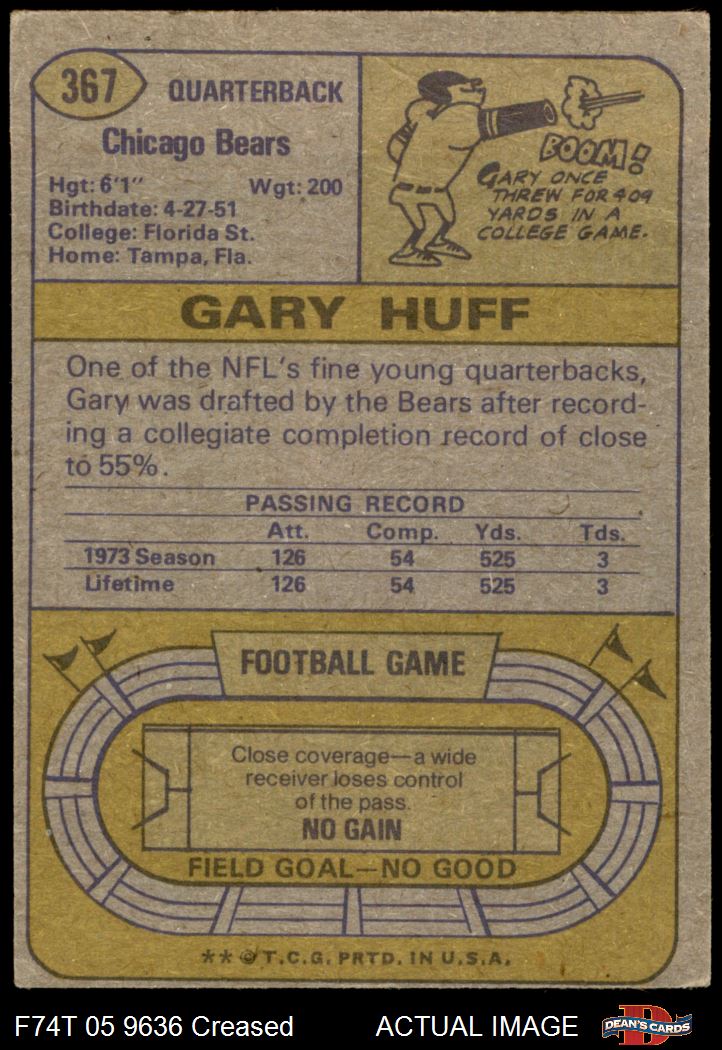 367
QUARTERBACK
Chicago Bears
Hgt: 6'1" Wgt: 200
Birthdate: 4-27-51
College: Florida St.
Home: Tampa, Fla.
BOOM!
GARY ONCE
THREW FOR 409
YARDS IN A
COLLEGE GAME.
GARY HUFF
One of the NFL's fine young quarterbacks,
Gary was drafted by the Bears after record-
ing a collegiate completion record of close
to 55%.
PASSING RECORD
Att. Comp. Yds. Tds.
1973 Season 126 54 525 3
Lifetime 126 54 525 3
FOOTBALL GAME
Close coverage—a wide
receiver loses control
of the pass.
NO GAIN
FIELD GOAL—NO GOOD
** © T.C.G. PRTD. IN U.S.A.
F74T 05 9636 Creased ACTUAL IMAGE
D
DEAN'S CARDS